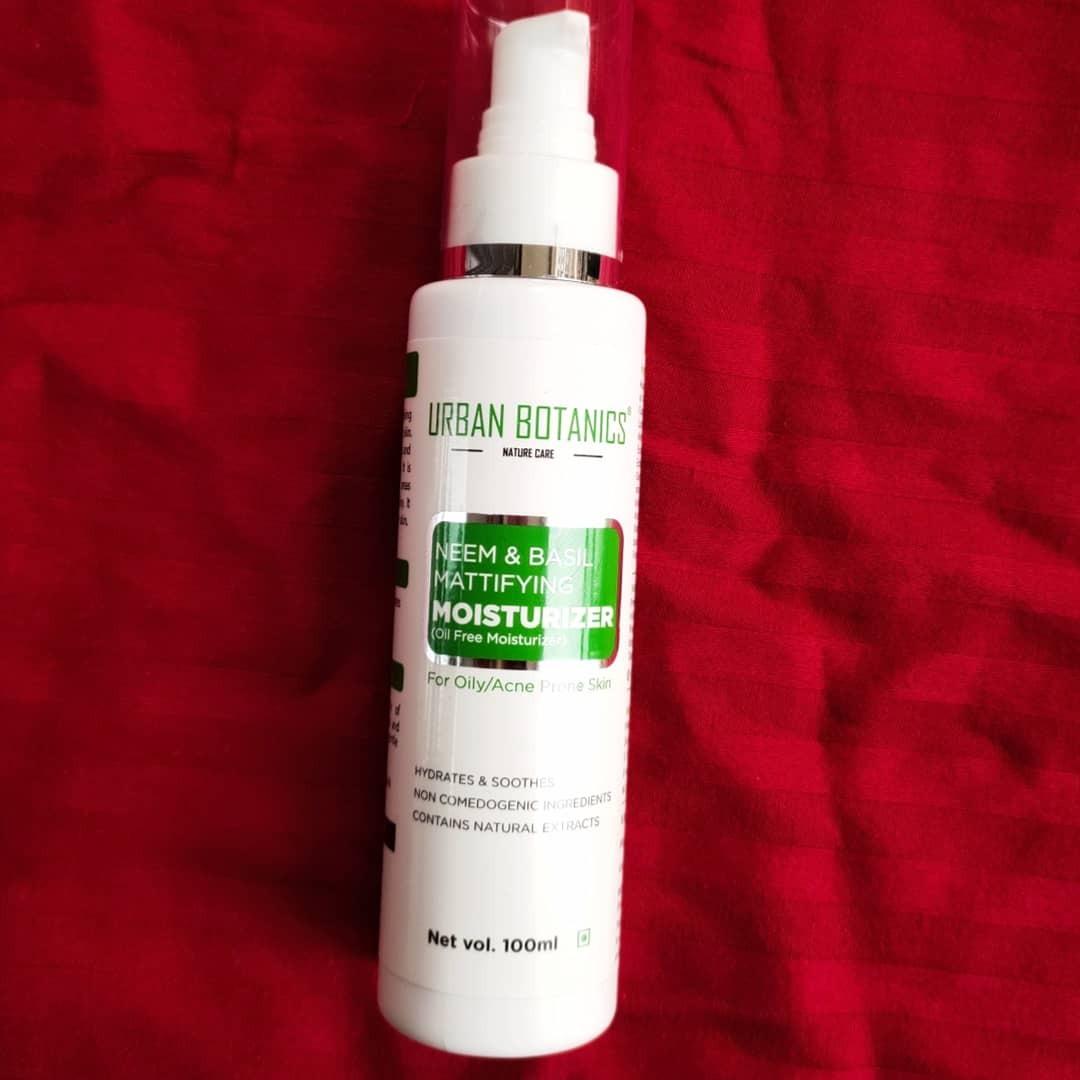 URBAN BOTANICS®
NATURE CARE
NEEM & BASIL
MATTIFYING
MOISTURIZER
(Oil Free Moisturizer)
For Oily/Acne Prone Skin
HYDRATES & SOOTHES
NON COMEDOGENIC INGREDIENTS
CONTAINS NATURAL EXTRACTS
Net vol. 100ml